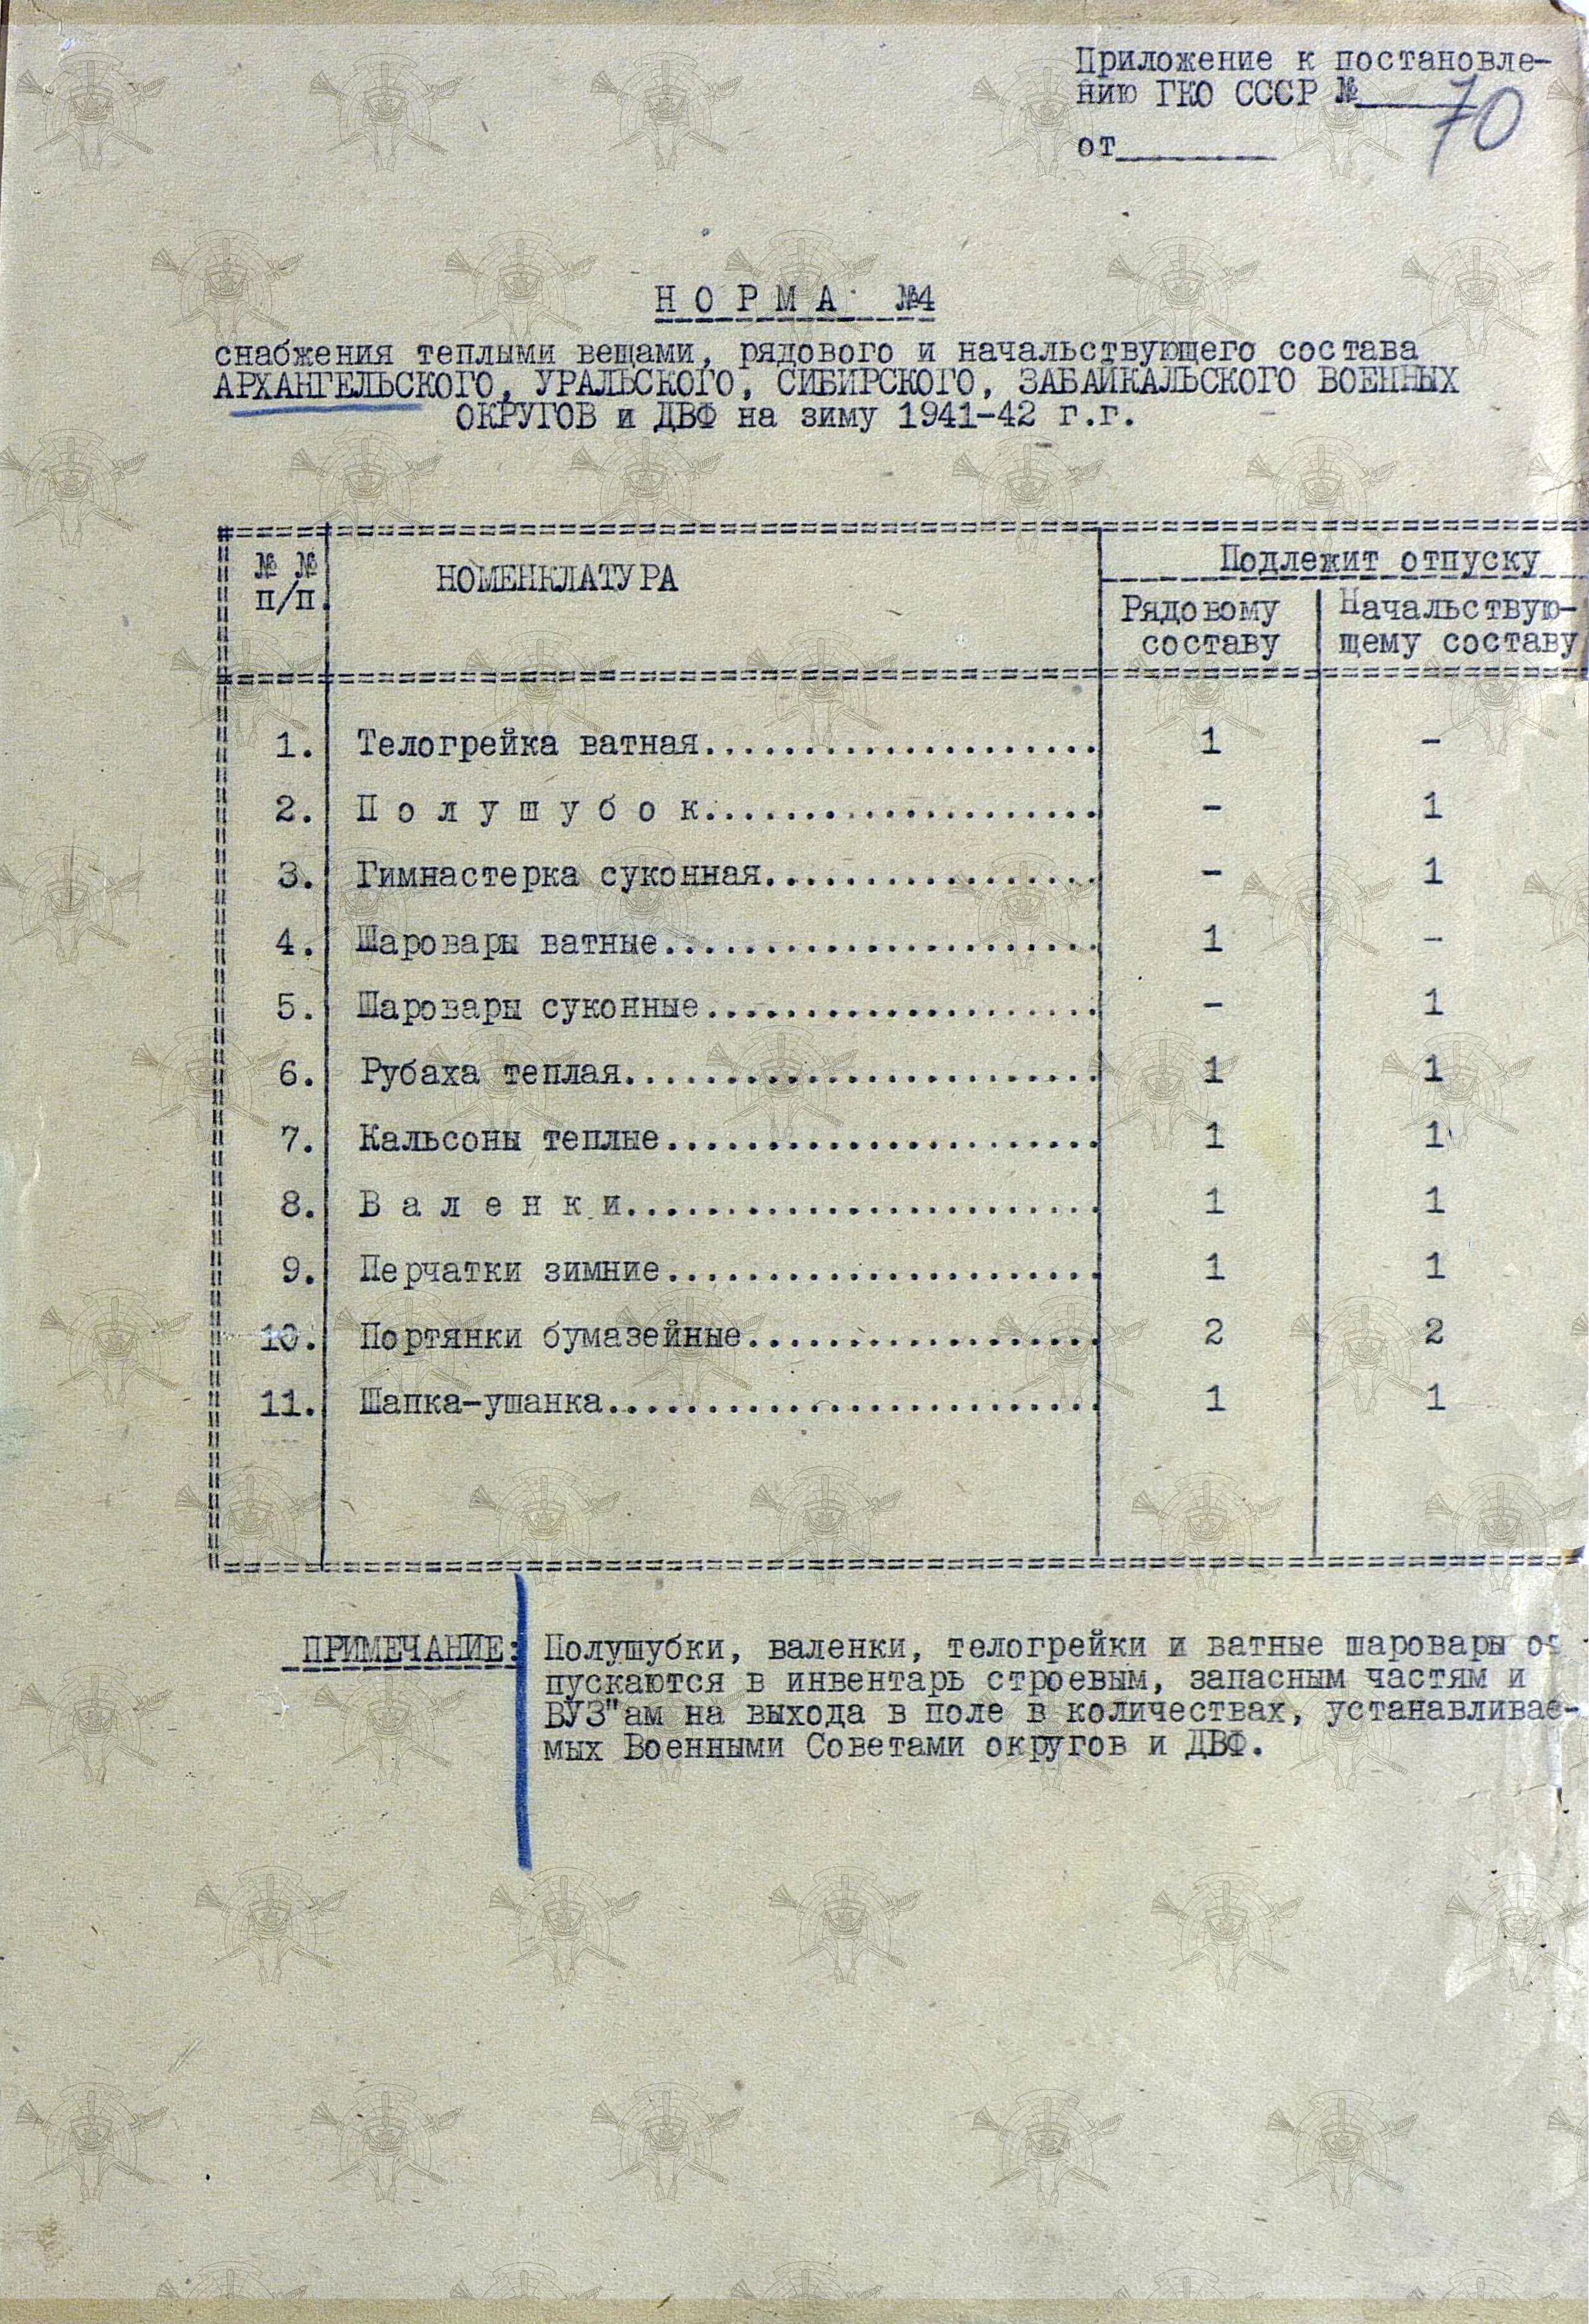 Приложение к постановле-
нию ГКО СССР №______
70
от________
Н О Р М А №4
снабжения теплыми вещами, рядового и начальствующего состава
АРХАНГЕЛЬСКОГО, УРАЛЬСКОГО, СИБИРСКОГО, ЗАБАЙКАЛЬСКОГО ВОЕННЫХ
ОКРУГОВ и ДВФ на зиму 1941-42 г.г.
№ № п/п. НОМЕНКЛАТУРА Подлежит отпуску
Рядовому составу Начальствую-щему составу
1. Телогрейка ватная.................... 1 -
2. П о л у ш у б о к.................... - 1
3. Гимнастерка суконная................. - 1
4. Шаровары ватные...................... 1 -
5. Шаровары суконные.................... - 1
6. Рубаха теплая........................ 1 1
7. Кальсоны теплые...................... 1 1
8. В а л е н к и........................ 1 1
9. Перчатки зимние...................... 1 1
10. Портянки бумазейные.................. 2 2
11. Шапка-ушанка......................... 1 1
ПРИМЕЧАНИЕ: Полушубки, валенки, телогрейки и ватные шаровары от
пускаются в инвентарь строевым, запасным частям и
ВУЗ"ам на выхода в поле в количествах, устанавливае-
мых Военными Советами округов и ДВФ.